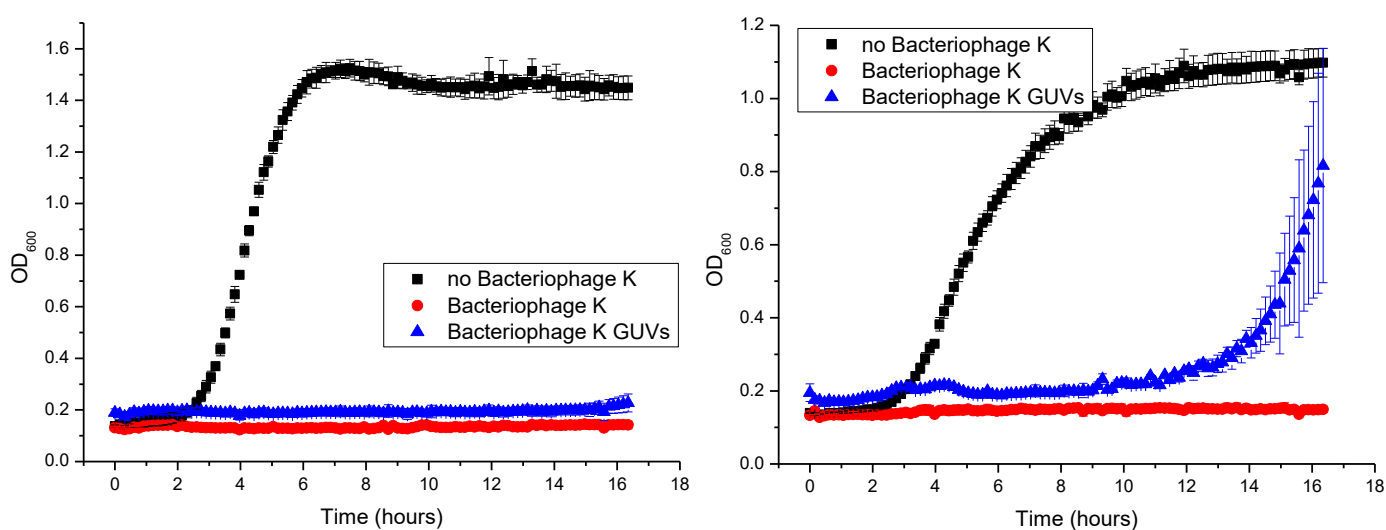 1.6
1.4
1.2
1.0
0.8
0.6
0.4
0.2
0.0
OD600
no Bacteriophage K
Bacteriophage K
Bacteriophage K GUVs
0 2 4 6 8 10 12 14 16 18
Time (hours)
1.2
1.0
0.8
0.6
0.4
0.2
0.0
OD600
no Bacteriophage K
Bacteriophage K
Bacteriophage K GUVs
0 2 4 6 8 10 12 14 16 18
Time (hours)